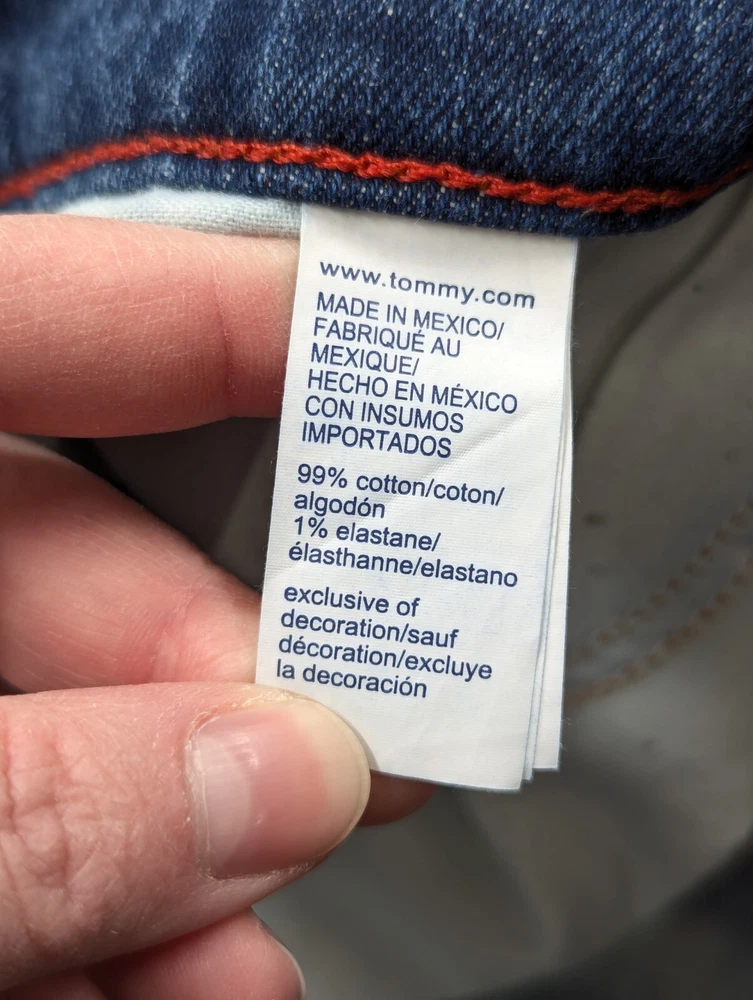 www.tommy.com
MADE IN MEXICO/
FABRIQUÉ AU
MEXIQUE/
HECHO EN MÉXICO
CON INSUMOS
IMPORTADOS
99% cotton/coton/
algodón
1% elastane/
élasthanne/elastano
exclusive of
decoration/sauf
décoration/excluye
la decoración